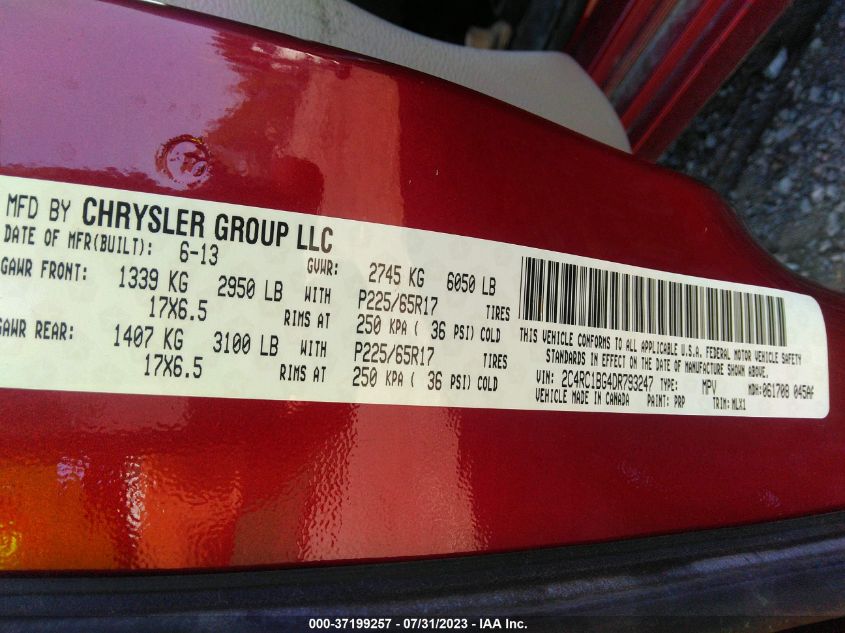 MFD BY CHRYSLER GROUP LLC
DATE OF MFR(BUILT): 6-13 GVWR: 2745 KG 6050 LB
GAWR FRONT: 1339 KG 2950 LB WITH P225/65R17 TIRES
17X6.5 RIMS AT 250 KPA ( 36 PSI) COLD
GAWR REAR: 1407 KG 3100 LB WITH P225/65R17 TIRES
17X6.5 RIMS AT 250 KPA ( 36 PSI) COLD
THIS VEHICLE CONFORMS TO ALL APPLICABLE U.S.A. FEDERAL MOTOR VEHICLE SAFETY
STANDARDS IN EFFECT ON THE DATE OF MANUFACTURE SHOWN ABOVE.
VIN: 2C4RC1BG4DR793247 TYPE: MPV MDH:061708 045AF
VEHICLE MADE IN CANADA PAINT: PRP TRIM:MLX1
000-37199257 / 07/31/2023 - IAA Inc.